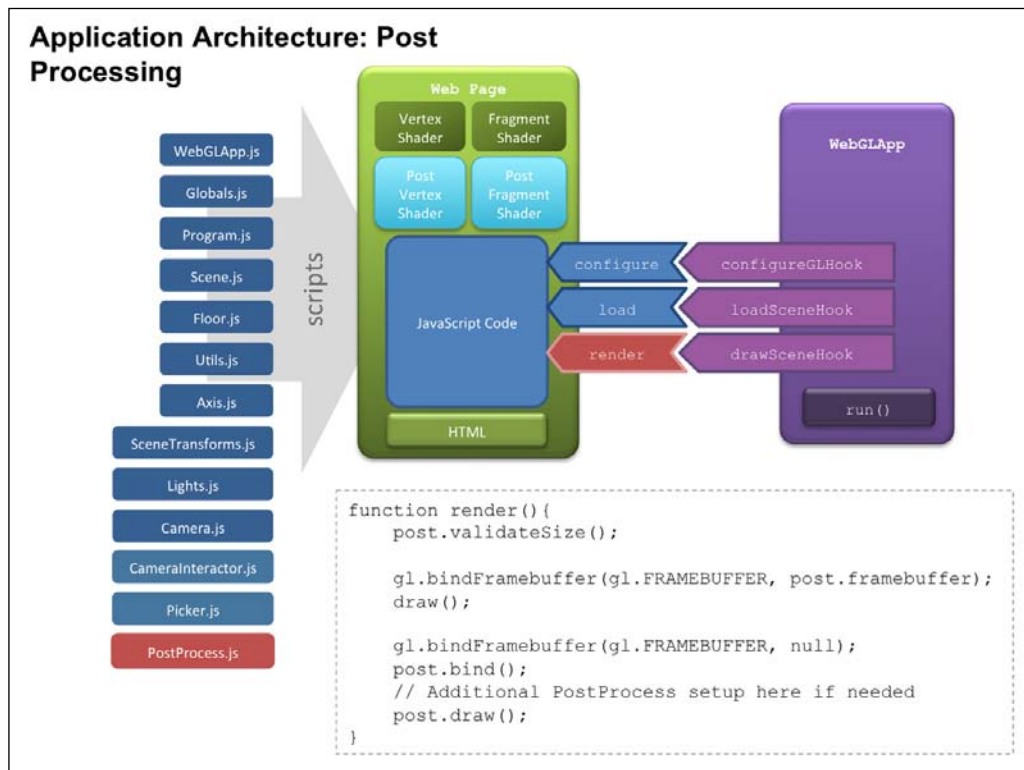 Application Architecture: Post
Processing
WebGLApp.js
Globals.js
Program.js
Scene.js
Floor.js
Utils.js
Axis.js
SceneTransforms.js
Lights.js
Camera.js
CameraInteractor.js
Picker.js
PostProcess.js
scripts
Web Page
Vertex
Shader
Fragment
Shader
Post
Vertex
Shader
Post
Fragment
Shader
JavaScript Code
HTML
configure
load
render
configureGLHook
loadSceneHook
drawSceneHook
WebGLApp
run()
function render(){
post.validateSize();
gl.bindFramebuffer(gl.FRAMEBUFFER, post.framebuffer);
draw();
gl.bindFramebuffer(gl.FRAMEBUFFER, null);
post.bind();
// Additional PostProcess setup here if needed
post.draw();
}